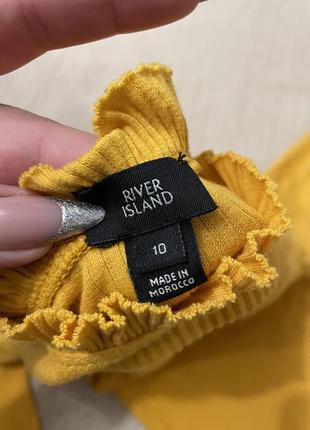 RIVER
ISLAND
10
MADE IN
MOROCCO